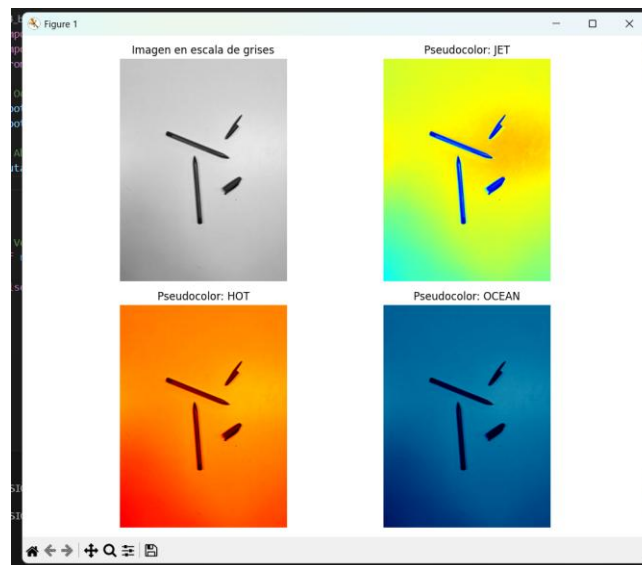 Figure 1
Imagen en escala de grises
Pseudocolor: JET
Pseudocolor: HOT
Pseudocolor: OCEAN